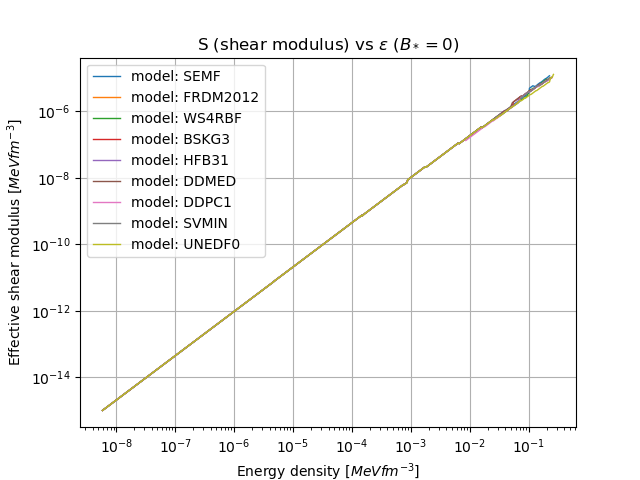 S (shear modulus) vs ε (B* = 0)
Effective shear modulus [MeVfm⁻³]
model: SEMF
model: FRDM2012
model: WS4RBF
model: BSKG3
model: HFB31
model: DDMED
model: DDPC1
model: SVMIN
model: UNEDF0
10⁻⁶
10⁻⁸
10⁻¹⁰
10⁻¹²
10⁻¹⁴
10⁻⁸ 10⁻⁷ 10⁻⁶ 10⁻⁵ 10⁻⁴ 10⁻³ 10⁻² 10⁻¹
Energy density [MeVfm⁻³]